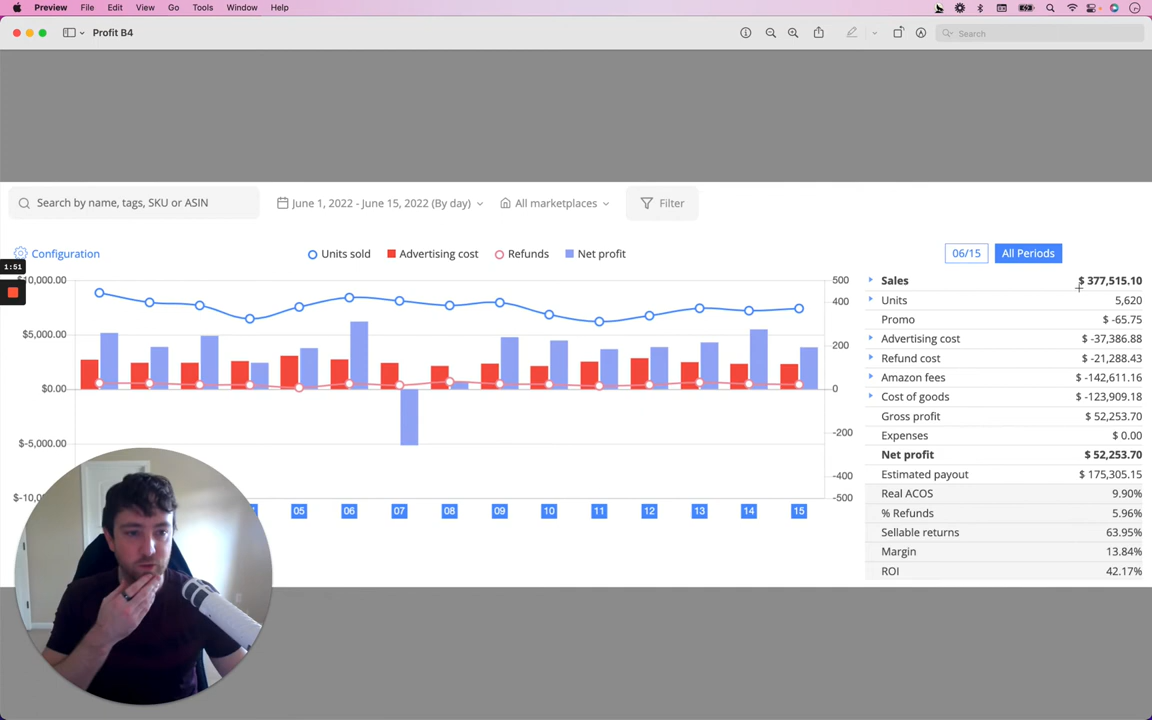 Preview File Edit View Go Tools Window Help
Profit B4
Search
Search by name, tags, SKU or ASIN
June 1, 2022 - June 15, 2022 (By day)
All marketplaces
Filter
Configuration
Units sold
Advertising cost
Refunds
Net profit
06/15
All Periods
1:51
$10,000.00
$5,000.00
$0.00
$-5,000.00
500
400
200
0
-200
-400
-500
05 06 07 08 09 10 11 12 13 14 15
Sales $ 377,515.10
Units 5,620
Promo $ -65.75
Advertising cost $ -37,386.88
Refund cost $ -21,288.43
Amazon fees $ -142,611.16
Cost of goods $ -123,909.18
Gross profit $ 52,253.70
Expenses $ 0.00
Net profit $ 52,253.70
Estimated payout $ 175,305.15
Real ACOS 9.90%
% Refunds 5.96%
Sellable returns 63.95%
Margin 13.84%
ROI 42.17%